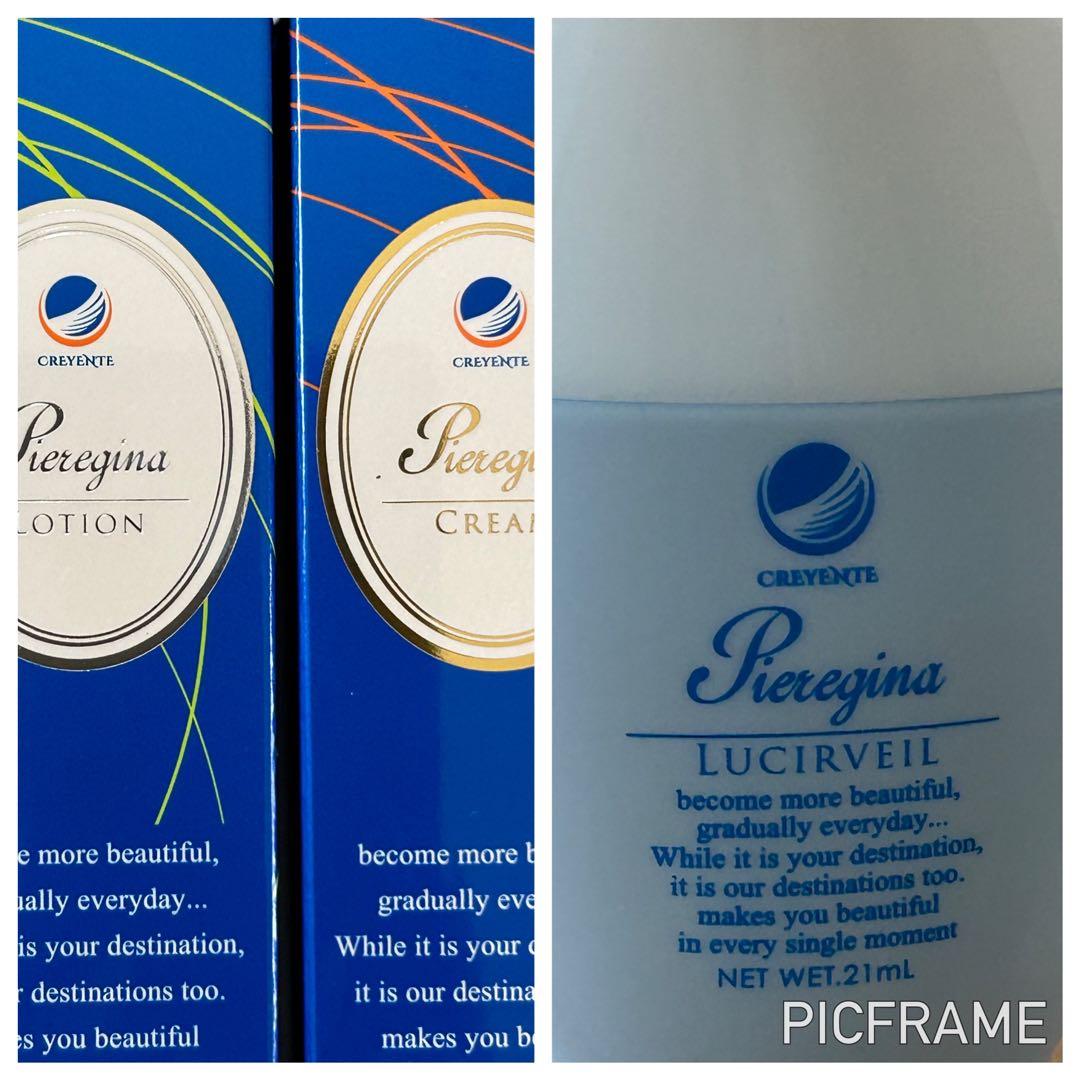 CREYENTE
Pieregina
LOTION
e more beautiful,
ually everyday...
is your destination,
r destinations too.
es you beautiful
CREYENTE
Pieregi
CREAM
become more b
gradually eve
While it is your d
it is our destina
makes you be
CREYENTE
Pieregina
LUCIRVEIL
become more beautiful,
gradually everyday...
While it is your destination,
it is our destinations too.
makes you beautiful
in every single moment
NET WET.21mL
PICFRAME